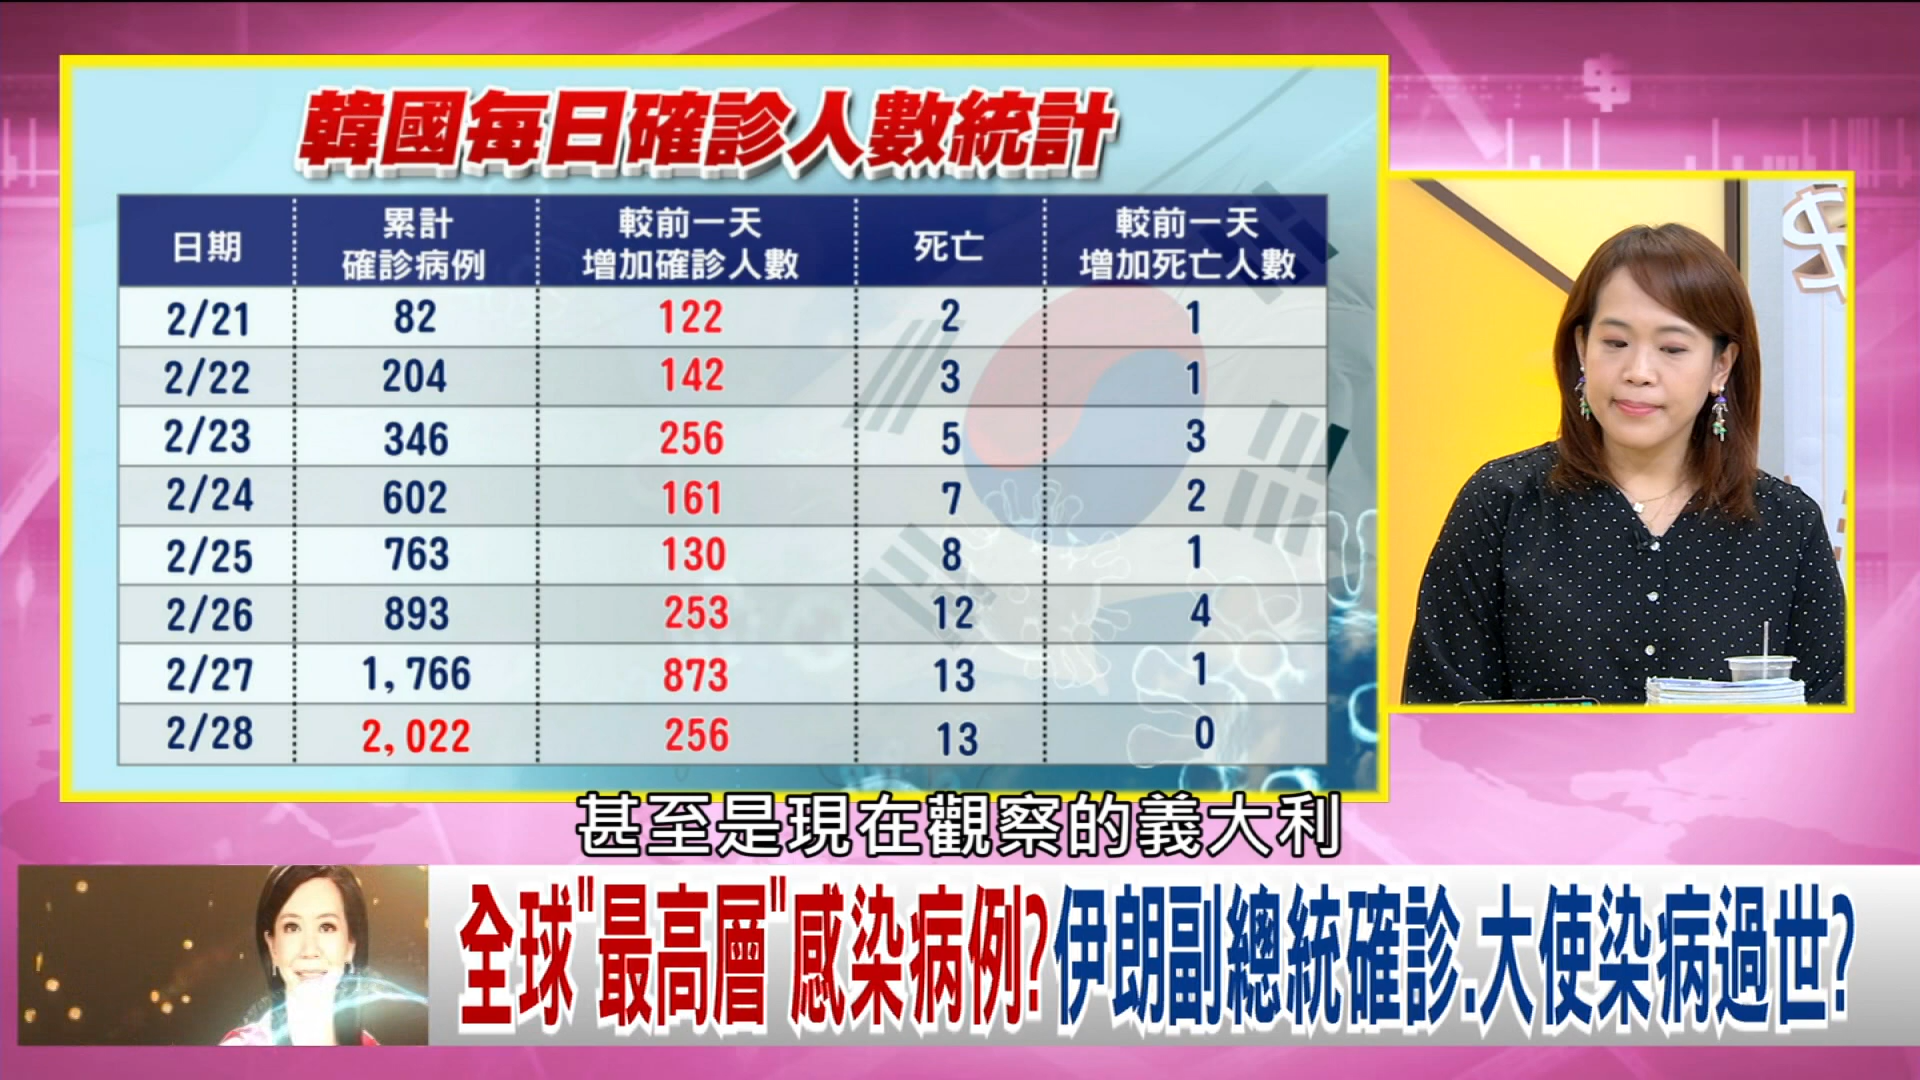 韓國每日確診人數統計
日期 累計確診病例 較前一天增加確診人數 死亡 較前一天增加死亡人數
2/21 82 122 2 1
2/22 204 142 3 1
2/23 346 256 5 3
2/24 602 161 7 2
2/25 763 130 8 1
2/26 893 253 12 4
2/27 1,766 873 13 1
2/28 2,022 256 13 0
甚至是現在觀察的義大利
全球"最高層"感染病例?伊朗副總統確診.大使染病過世?